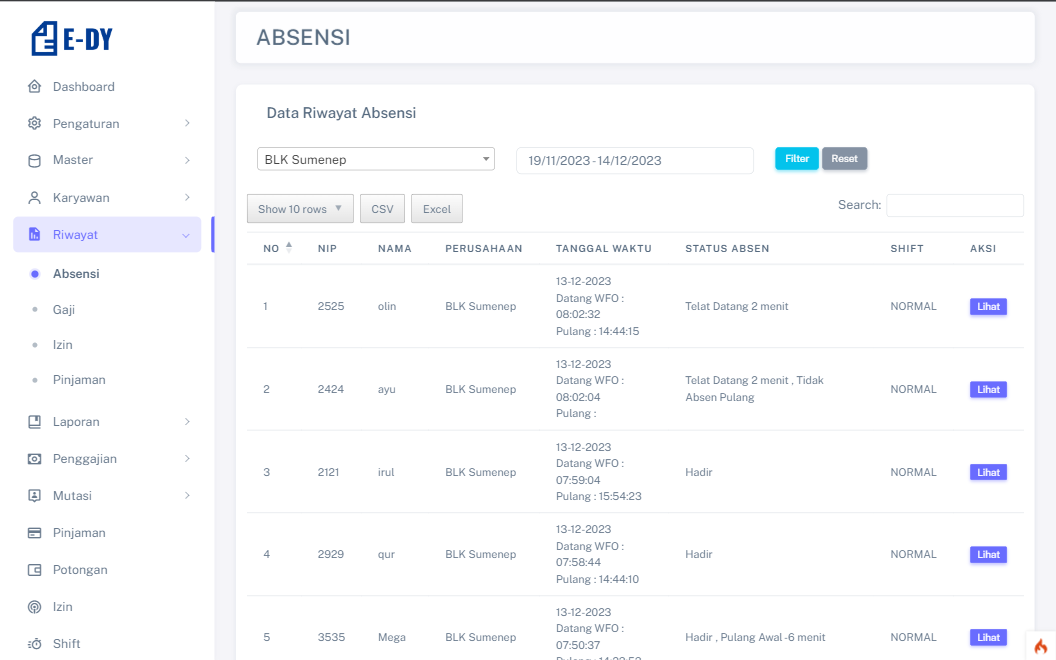 E-DY
Dashboard
Pengaturan
Master
Karyawan
Riwayat
Absensi
Gaji
Izin
Pinjaman
Laporan
Penggajian
Mutasi
Pinjaman
Potongan
Izin
Shift
ABSENSI
Data Riwayat Absensi
BLK Sumenep
19/11/2023 - 14/12/2023
Filter
Reset
Show 10 rows
CSV
Excel
Search:
NO NIP NAMA PERUSAHAAN TANGGAL WAKTU STATUS ABSEN SHIFT AKSI
13-12-2023
Datang WFO :
1 2525 olin BLK Sumenep Telat Datang 2 menit NORMAL Lihat
08:02:32
Pulang : 14:44:15
13-12-2023
Datang WFO : Telat Datang 2 menit , Tidak
2 2424 ayu BLK Sumenep NORMAL Lihat
08:02:04 Absen Pulang
Pulang :
13-12-2023
Datang WFO :
3 2121 irul BLK Sumenep Hadir NORMAL Lihat
07:59:04
Pulang : 15:54:23
13-12-2023
Datang WFO :
4 2929 qur BLK Sumenep Hadir NORMAL Lihat
07:58:44
Pulang : 14:44:10
13-12-2023
Datang WFO :
5 3535 Mega BLK Sumenep Hadir , Pulang Awal -6 menit NORMAL Lihat
07:50:37